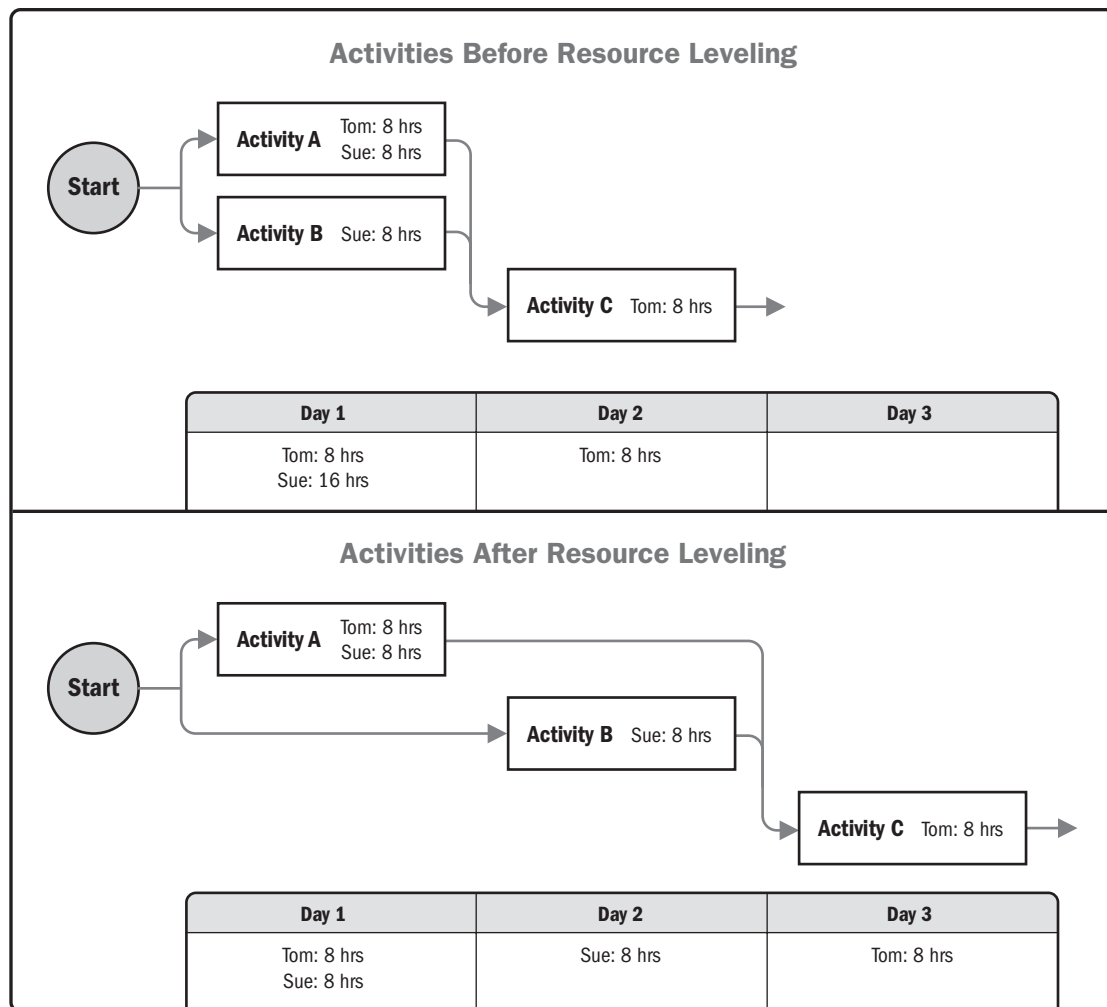 Activities Before Resource Leveling
Start
Activity A
Tom: 8 hrs
Sue: 8 hrs
Activity B Sue: 8 hrs
Activity C Tom: 8 hrs
Day 1 Day 2 Day 3
Tom: 8 hrs Tom: 8 hrs
Sue: 16 hrs
Activities After Resource Leveling
Start
Activity A
Tom: 8 hrs
Sue: 8 hrs
Activity B Sue: 8 hrs
Activity C Tom: 8 hrs
Day 1 Day 2 Day 3
Tom: 8 hrs Sue: 8 hrs Tom: 8 hrs
Sue: 8 hrs